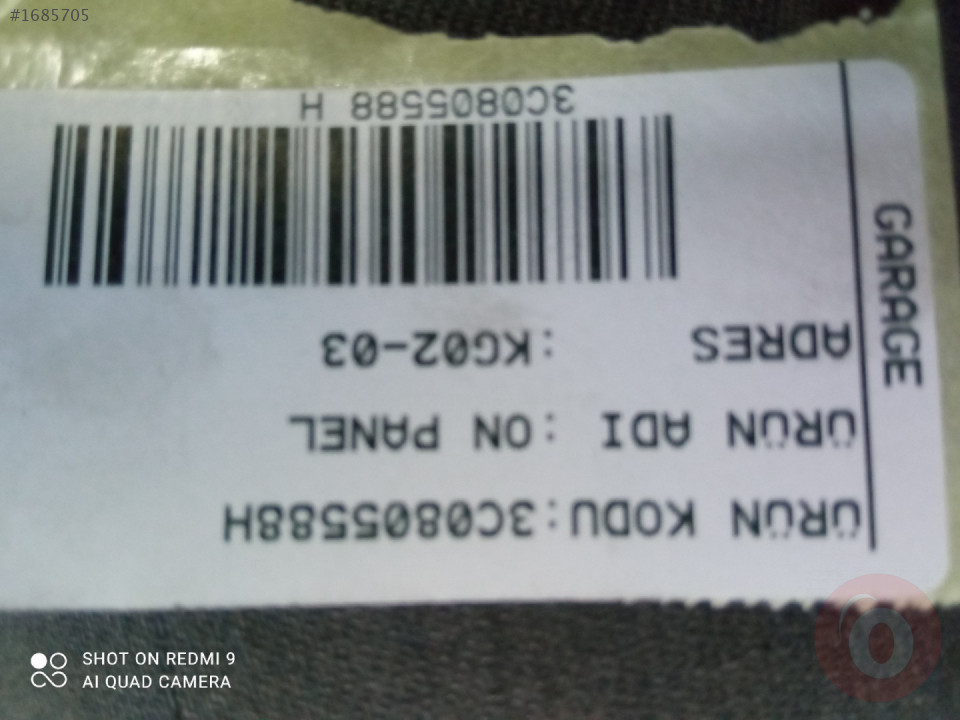 #1685705
ÜRÜN KODU:3C0805588H
ÜRÜN ADI :ON PANEL
ADRES :KG02-03
3C0805588 H
GARAGE
SHOT ON REDMI 9
AI QUAD CAMERA